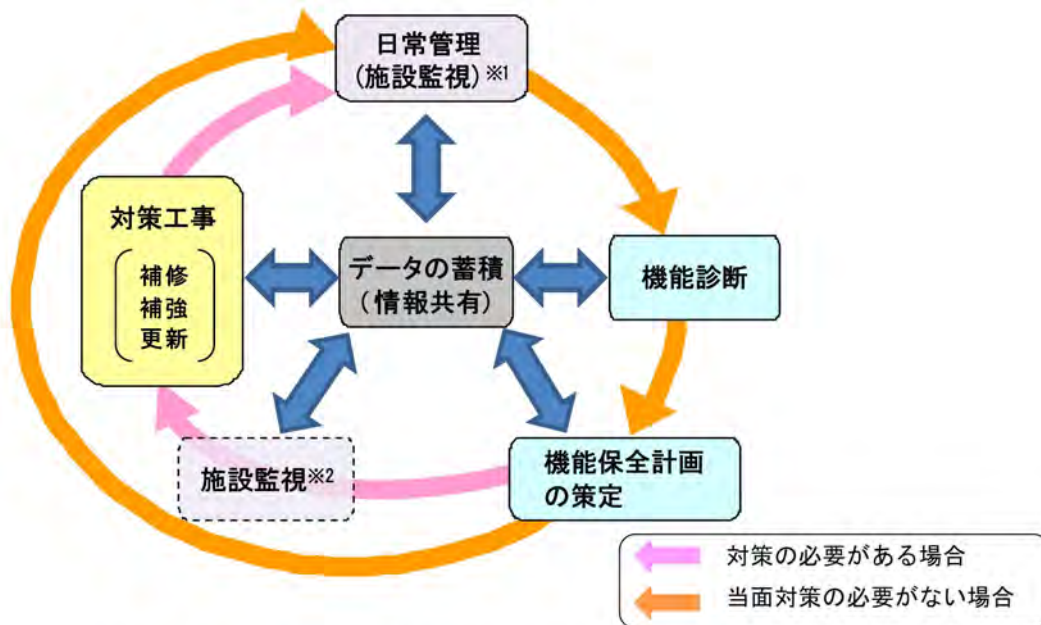 日常管理
(施設監視)※1
対策工事
補修
補強
更新
データの蓄積
(情報共有)
機能診断
施設監視※2
機能保全計画
の策定
対策の必要がある場合
当面対策の必要がない場合